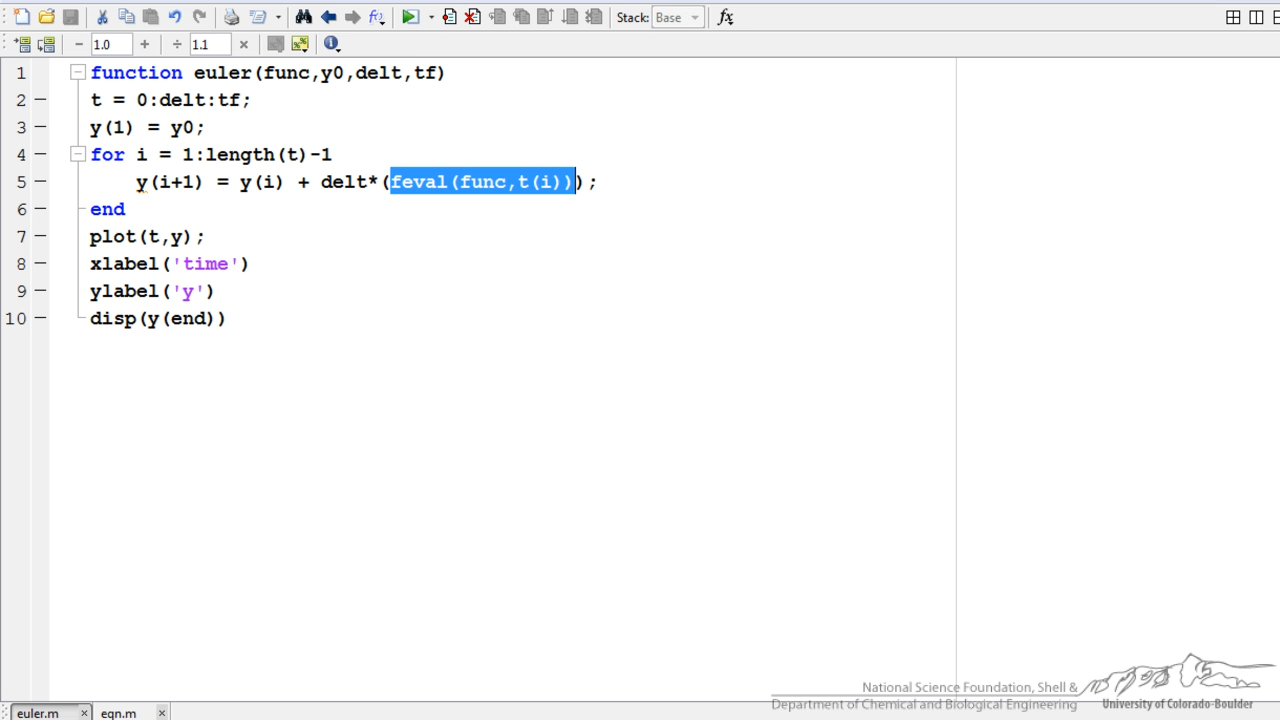 Stack: Base fx
1.0 + ÷ 1.1 ×
1 function euler(func,y0,delt,tf)
2 t = 0:delt:tf;
3 y(1) = y0;
4 for i = 1:length(t)-1
5 y(i+1) = y(i) + delt*(feval(func,t(i)));
6 end
7 plot(t,y);
8 xlabel('time')
9 ylabel('y')
10 disp(y(end))
National Science Foundation, Shell &
Department of Chemical and Biological Engineering
University of Colorado-Boulder
euler.m × eqn.m ×